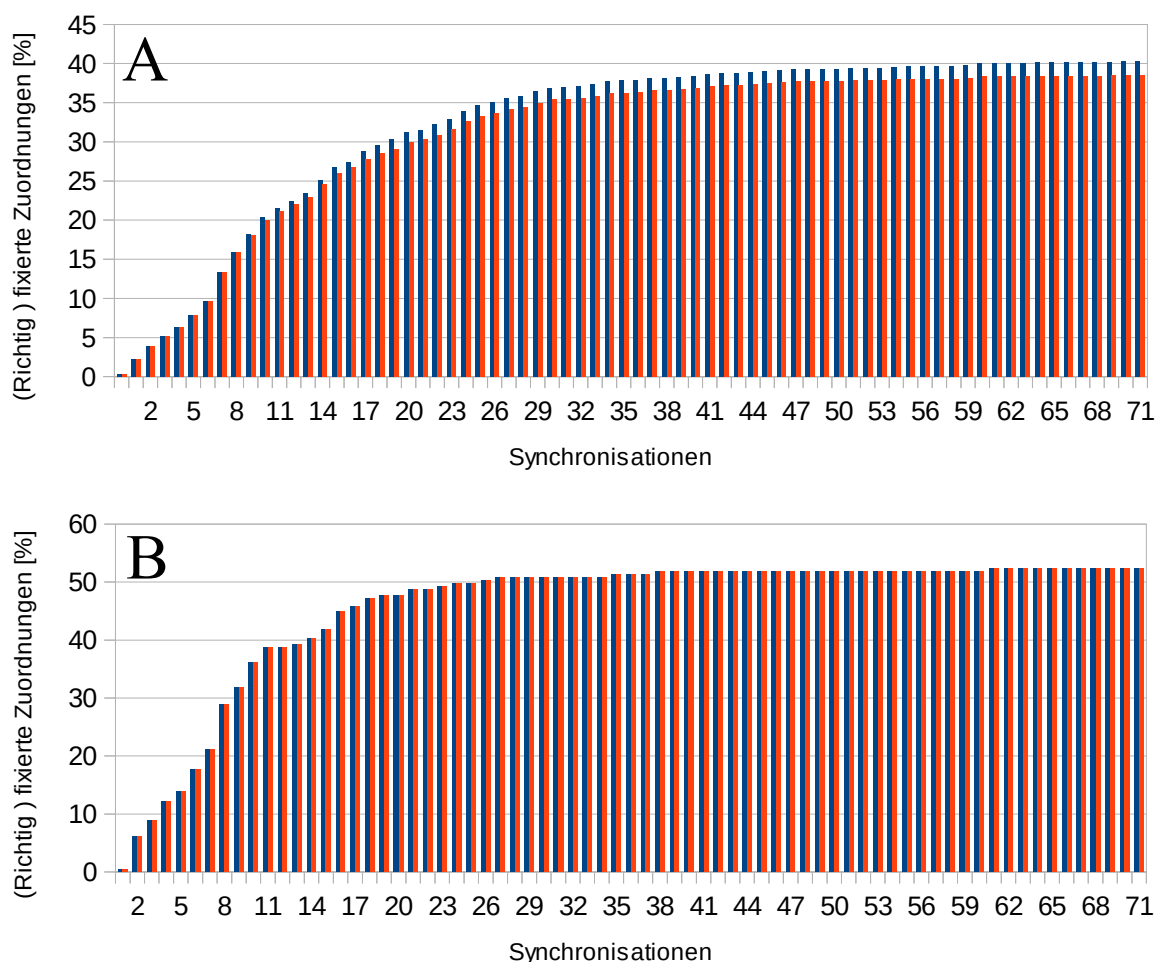 A
(Richtig ) fixierte Zuordnungen [%]
45
40
35
30
25
20
15
10
5
0
2 5 8 11 14 17 20 23 26 29 32 35 38 41 44 47 50 53 56 59 62 65 68 71
Synchronisationen
B
(Richtig ) fixierte Zuordnungen [%]
60
50
40
30
20
10
0
2 5 8 11 14 17 20 23 26 29 32 35 38 41 44 47 50 53 56 59 62 65 68 71
Synchronisationen